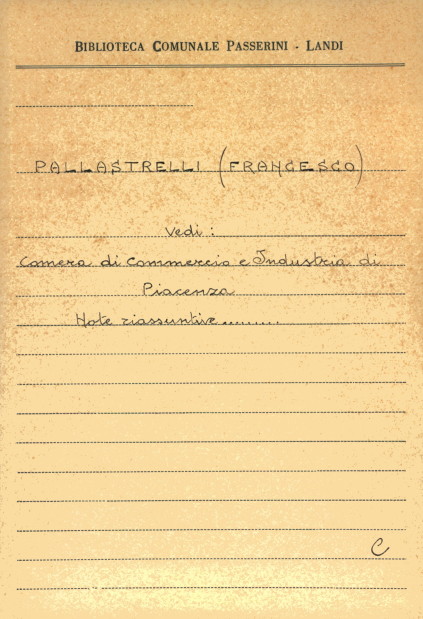 BIBLIOTECA COMUNALE PASSERINI - LANDI
PALLASTRELLI (FRANCESCO)
Vedi :
Camera di Commercio e Industria di
Piacenza
Note riassuntive.........
C